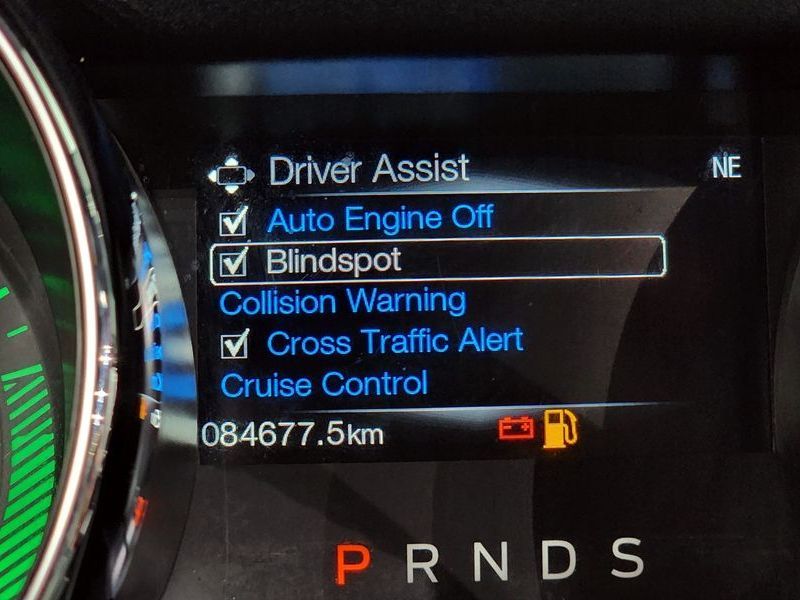 Driver Assist NE
Auto Engine Off
Blindspot
Collision Warning
Cross Traffic Alert
Cruise Control
084677.5km
P R N D S